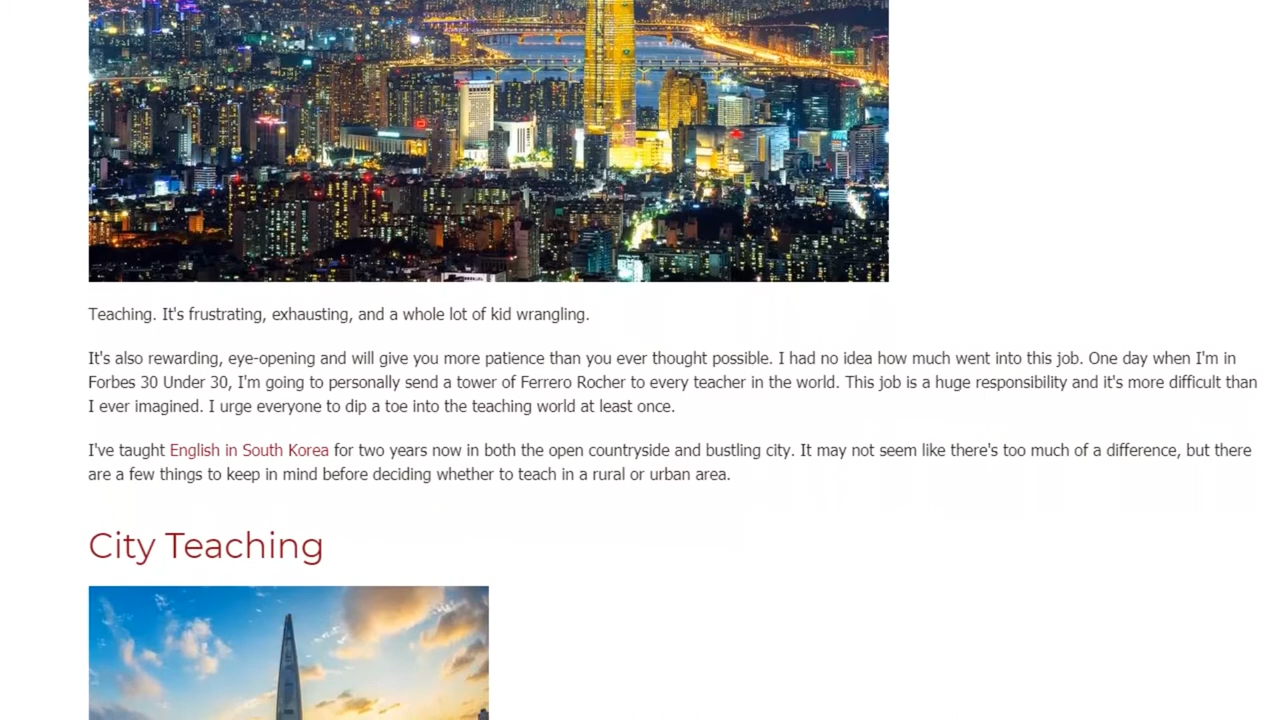 Teaching. It's frustrating, exhausting, and a whole lot of kid wrangling.
It's also rewarding, eye-opening and will give you more patience than you ever thought possible. I had no idea how much went into this job. One day when I'm in
Forbes 30 Under 30, I'm going to personally send a tower of Ferrero Rocher to every teacher in the world. This job is a huge responsibility and it's more difficult than
I ever imagined. I urge everyone to dip a toe into the teaching world at least once.
I've taught English in South Korea for two years now in both the open countryside and bustling city. It may not seem like there's too much of a difference, but there
are a few things to keep in mind before deciding whether to teach in a rural or urban area.
City Teaching